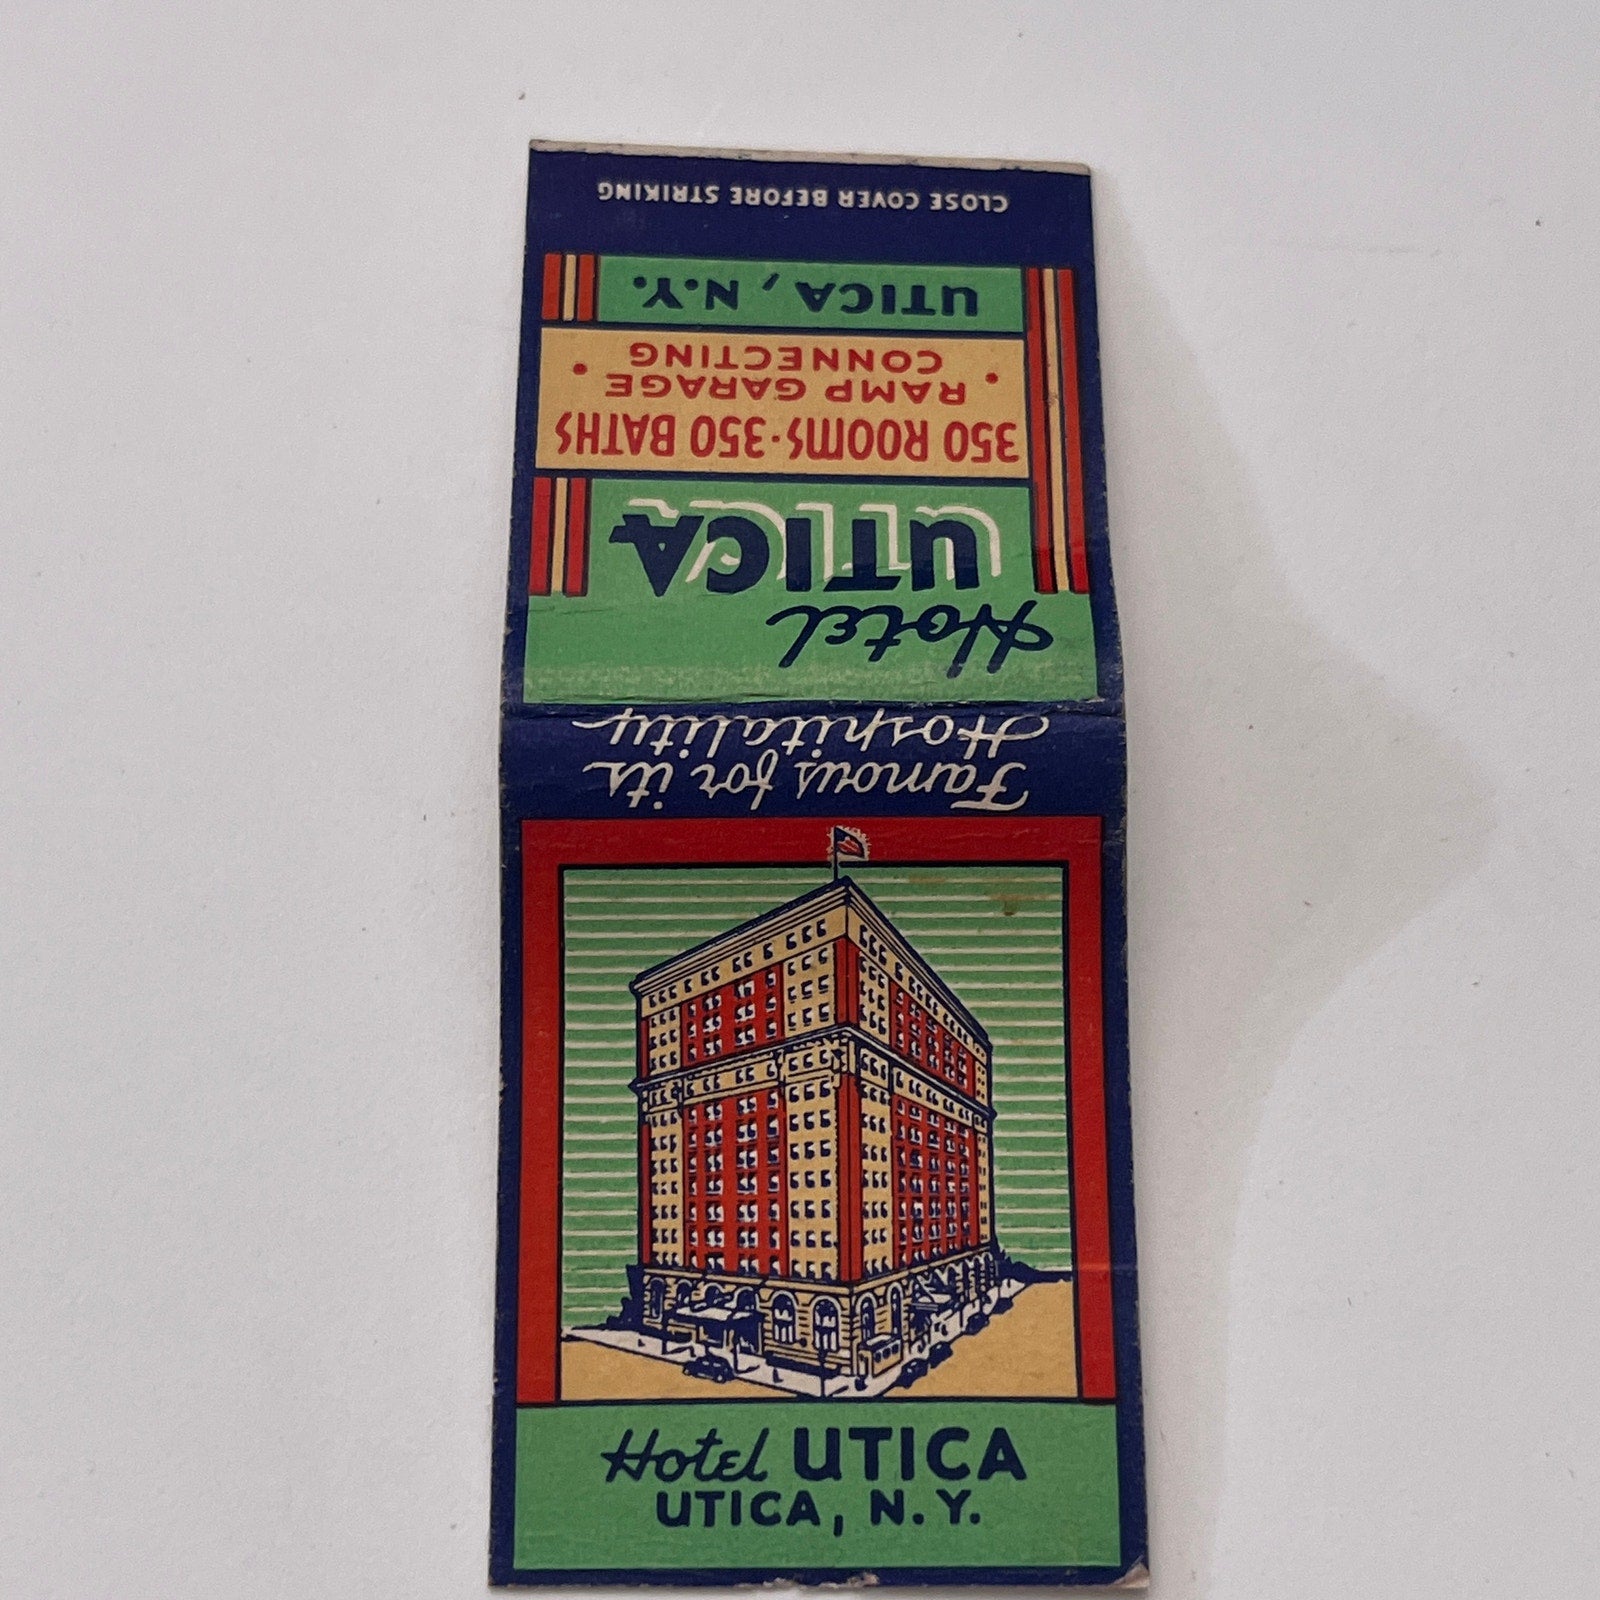 Hotel UTICA
UTICA, N.Y.
Famous for its
Hospitality
Hotel
UTICA
350 ROOMS·350 BATHS
• RAMP GARAGE •
CONNECTING
UTICA, N.Y.
CLOSE COVER BEFORE STRIKING